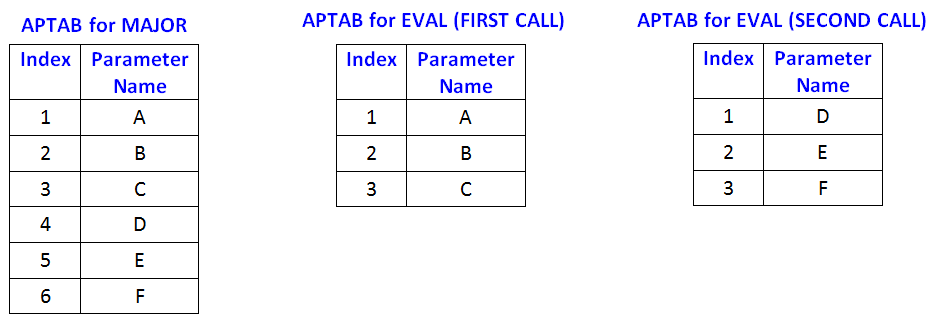 APTAB for MAJOR
Index Parameter Name
1 A
2 B
3 C
4 D
5 E
6 F
APTAB for EVAL (FIRST CALL)
Index Parameter Name
1 A
2 B
3 C
APTAB for EVAL (SECOND CALL)
Index Parameter Name
1 D
2 E
3 F